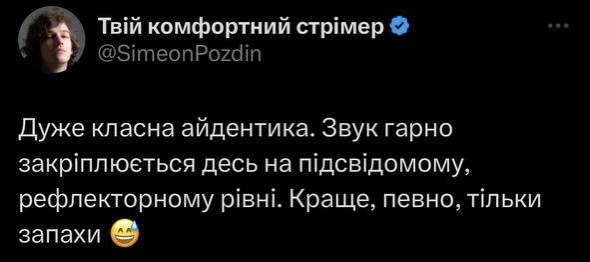 Твій комфортний стрімер
@SimeonPozdin
Дуже класна айдентика. Звук гарно
закріплюється десь на підсвідомому,
рефлекторному рівні. Краще, певно, тільки
запахи 😅